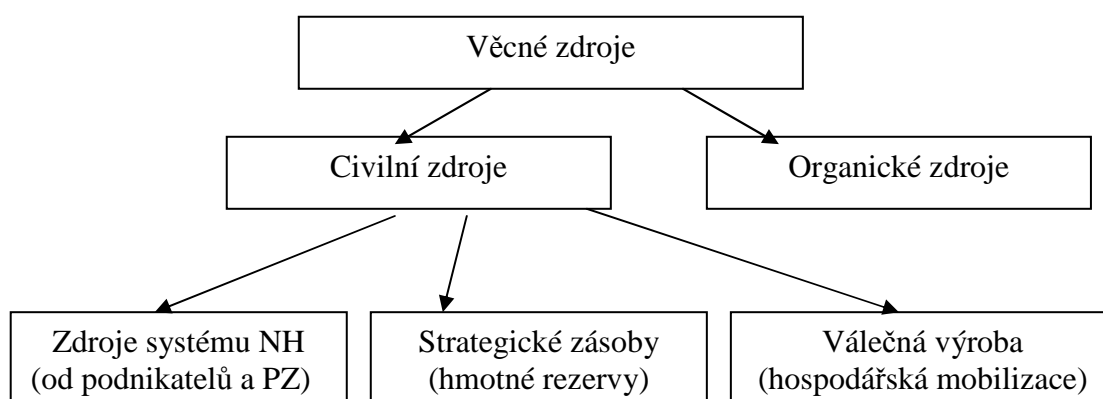 Věcné zdroje
Civilní zdroje
Organické zdroje
Zdroje systému NH
(od podnikatelů a PZ)
Strategické zásoby
(hmotné rezervy)
Válečná výroba
(hospodářská mobilizace)